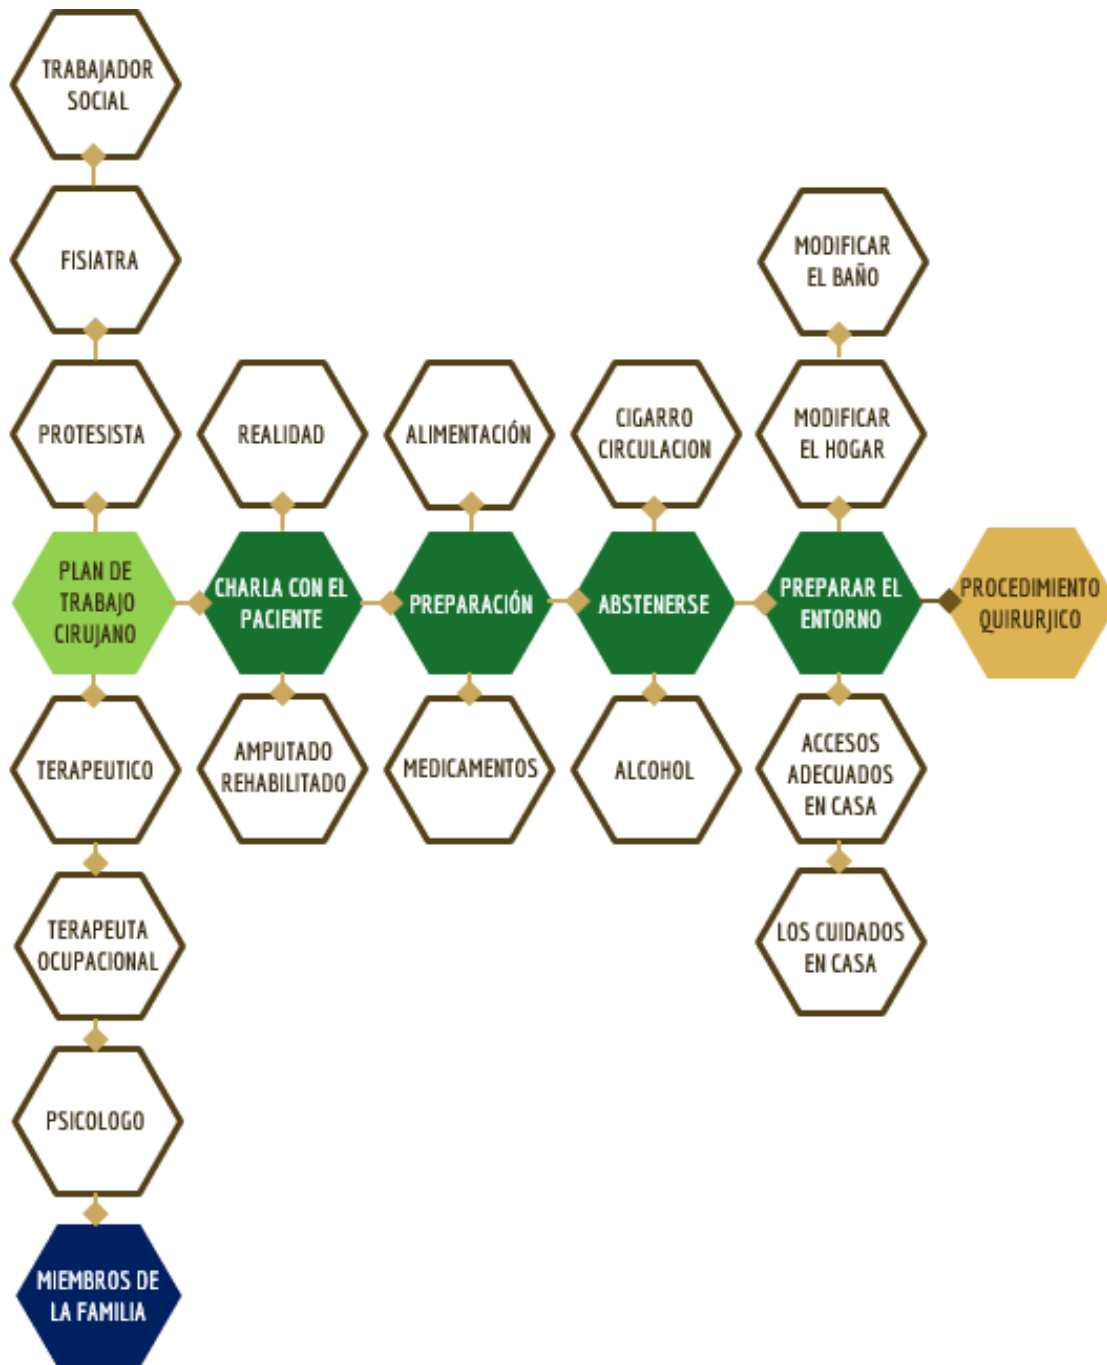 TRABAJADOR
SOCIAL
FISIATRA
MODIFICAR
EL BAÑO
PROTESISTA
REALIDAD
ALIMENTACIÓN
CIGARRO
CIRCULACION
MODIFICAR
EL HOGAR
PLAN DE
TRABAJO
CIRUJANO
CHARLA CON EL
PACIENTE
PREPARACIÓN
ABSTENERSE
PREPARAR EL
ENTORNO
PROCEDIMIENTO
QUIRURJICO
TERAPEUTICO
AMPUTADO
REHABILITADO
MEDICAMENTOS
ALCOHOL
ACCESOS
ADECUADOS
EN CASA
TERAPEUTA
OCUPACIONAL
LOS CUIDADOS
EN CASA
PSICOLOGO
MIEMBROS DE
LA FAMILIA